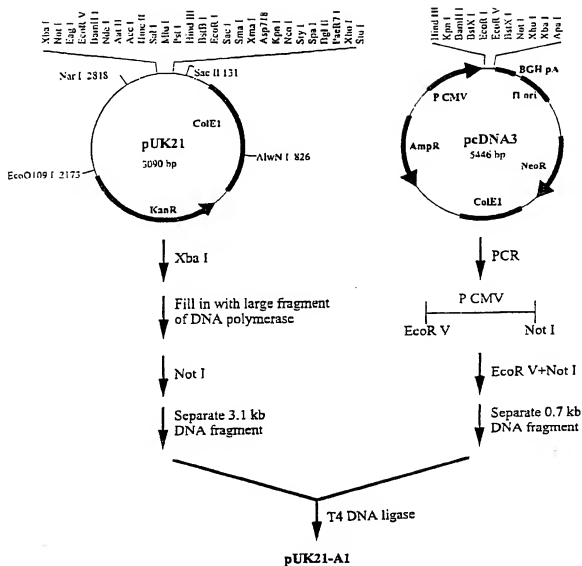 Xba I
Not I
Eag I
EcoR V
BamH I
Nde I
Aat II
Acc I
Hinc II
Sal I
Mlu I
Pst I
Hind III
BstB I
EcoR I
Sac I
Sma I
Xma I
Asp718
Kpn I
Nco I
Sty I
Spa I
Bgl II
PaeR7 I
Xho I
Stu I
Hind III
Kpn I
BamH I
BstX I
EcoR I
EcoR V
BstX I
Not I
Xho I
Xba I
Apa I
Nar I 2818
Sac II 131
ColE1
pUK21
3090 bp
AlwN I 826
EcoO109 I 2173
KanR
BGH pA
P CMV
f1 ori
AmpR
pcDNA3
5446 bp
NeoR
ColE1
Xba I
PCR
Fill in with large fragment
of DNA polymerase
P CMV
EcoR V
Not I
Not I
EcoR V+Not I
Separate 3.1 kb
DNA fragment
Separate 0.7 kb
DNA fragment
T4 DNA ligase
pUK21-A1